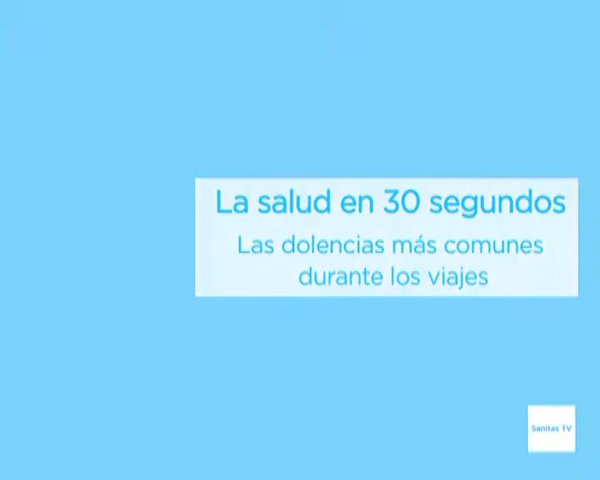 La salud en 30 segundos
Las dolencias más comunes
durante los viajes
Sanitas TV